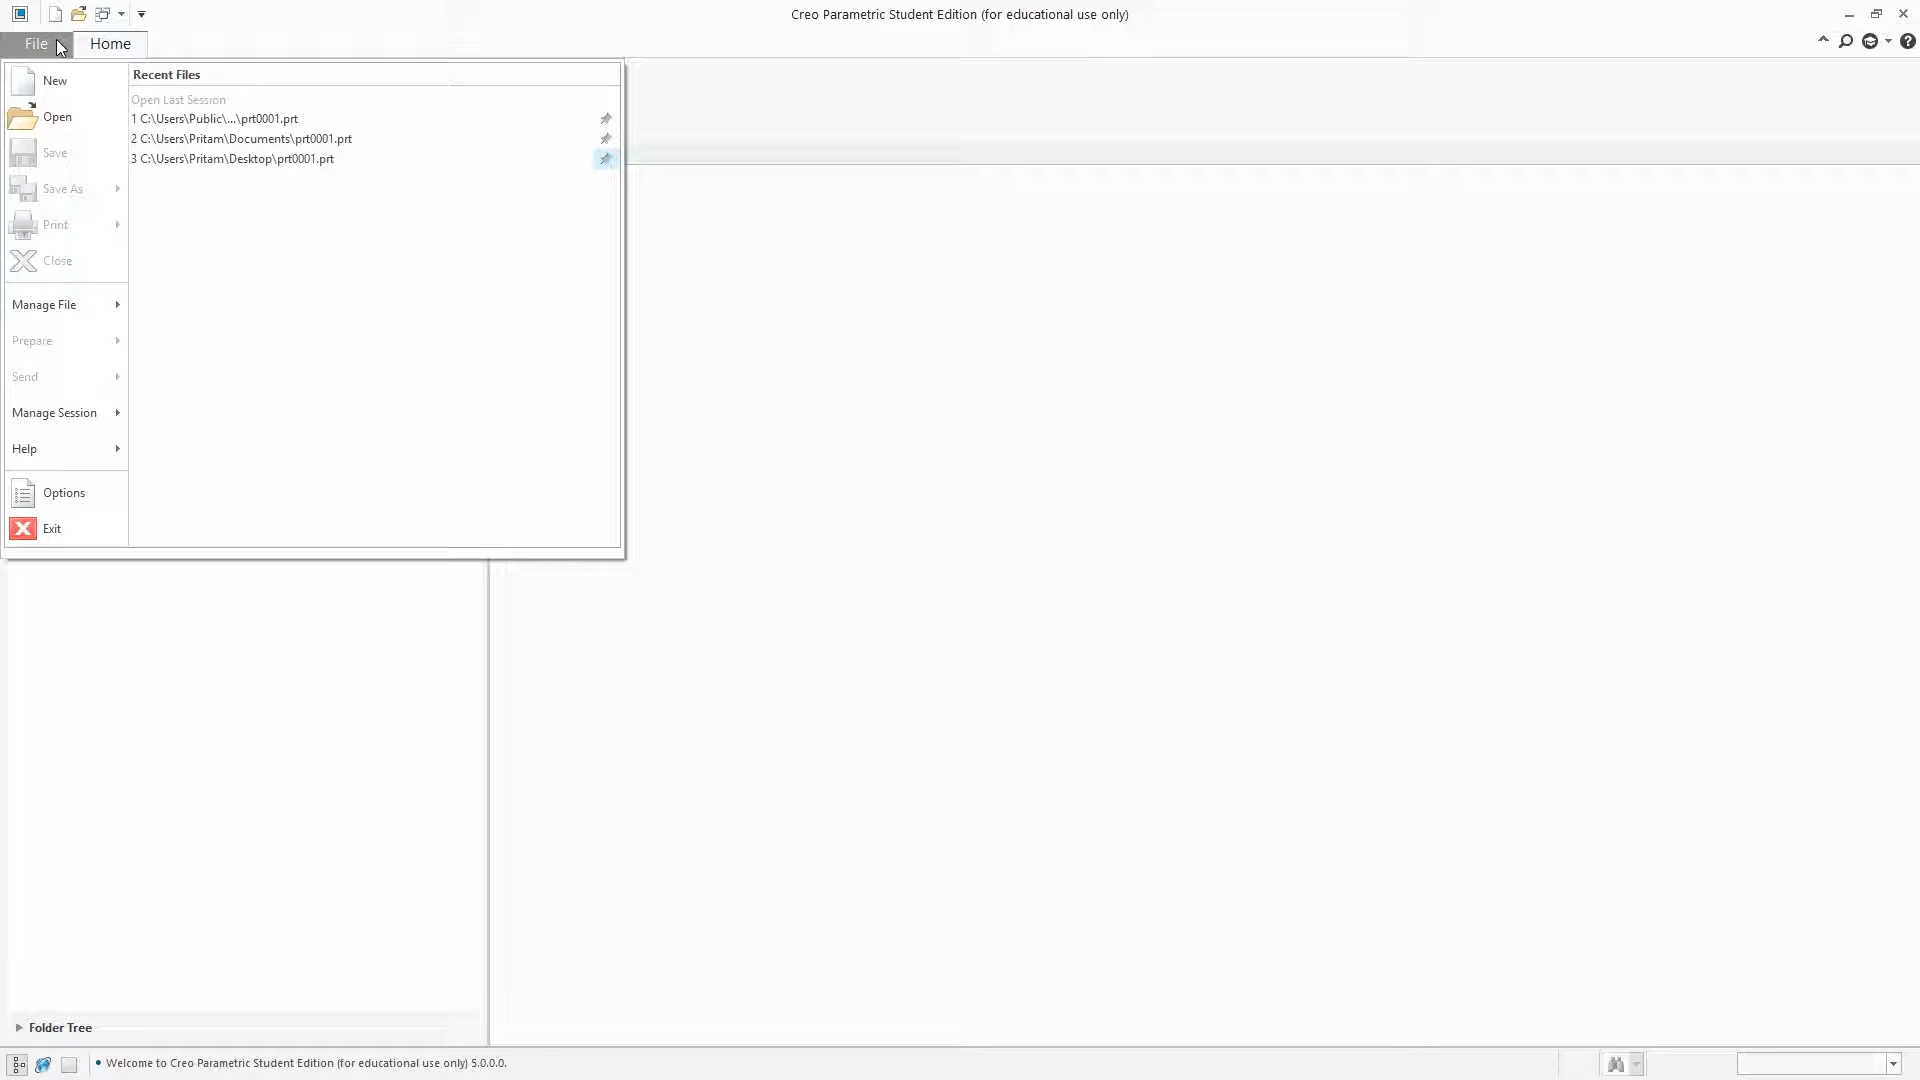 Creo Parametric Student Edition (for educational use only)
File
Home
New
Open
Save
Save As
Print
Close
Manage File
Prepare
Send
Manage Session
Help
Options
Exit
Recent Files
Open Last Session
1 C:\Users\Public\...\prt0001.prt
2 C:\Users\Pritam\Documents\prt0001.prt
3 C:\Users\Pritam\Desktop\prt0001.prt
Folder Tree
• Welcome to Creo Parametric Student Edition (for educational use only) 5.0.0.0.